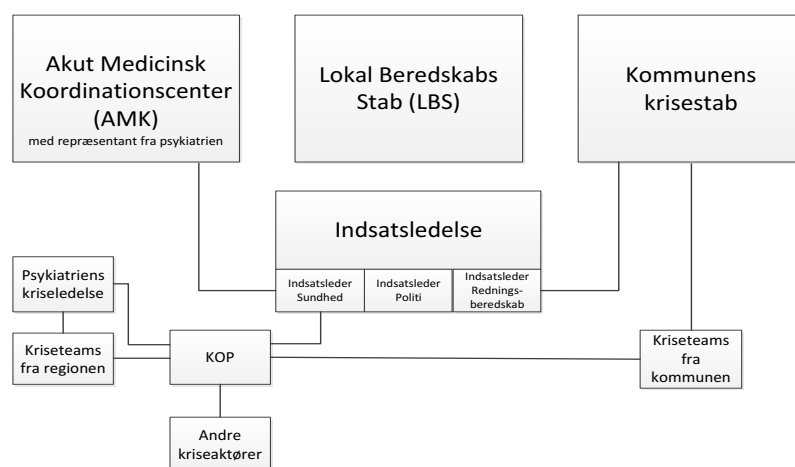 Akut Medicinsk
Koordinationscenter
(AMK)
med repræsentant fra psykiatrien
Lokal Beredskabs
Stab (LBS)
Kommunens
krisestab
Indsatsledelse
Indsatsleder
Sundhed
Indsatsleder
Politi
Indsatsleder
Rednings-
beredskab
Psykiatriens
kriseledelse
Kriseteams
fra regionen
KOP
Kriseteams
fra
kommunen
Andre
kriseaktører